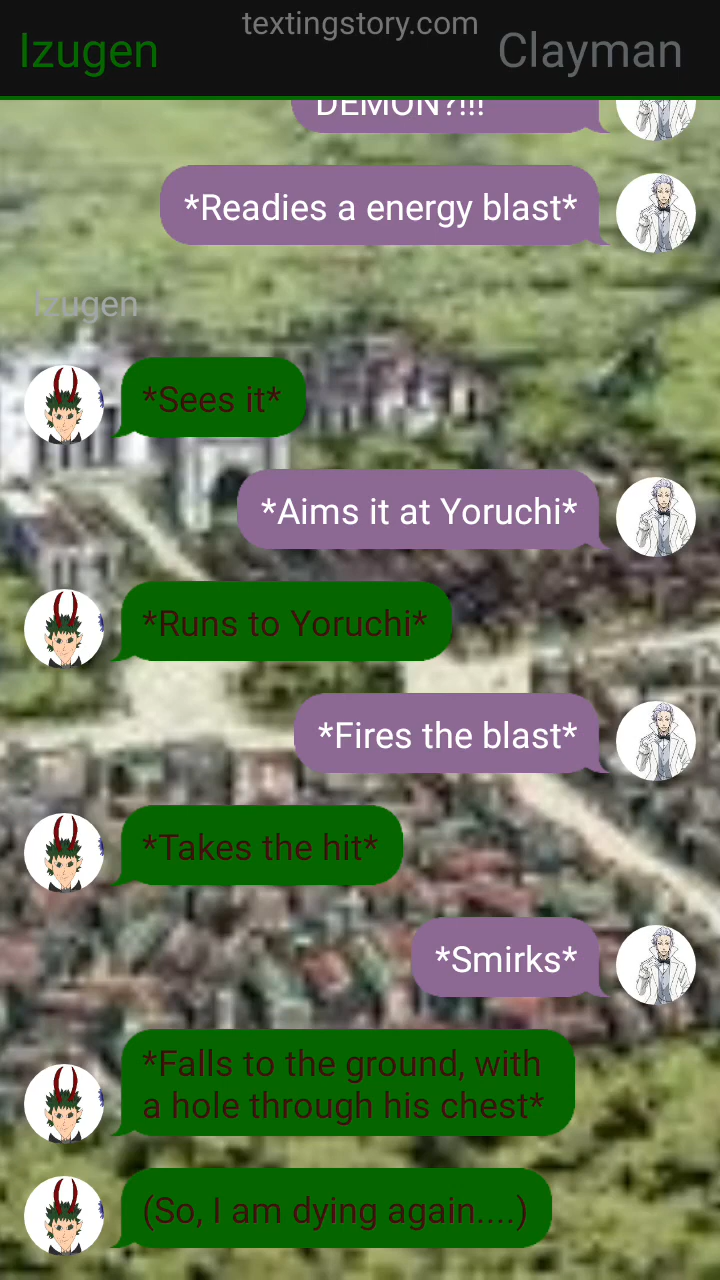 textingstory.com
Izugen
Clayman
DEMON?!!!
*Readies a energy blast*
Izugen
*Sees it*
*Aims it at Yoruchi*
*Runs to Yoruchi*
*Fires the blast*
*Takes the hit*
*Smirks*
*Falls to the ground, with
a hole through his chest*
(So, I am dying again....)